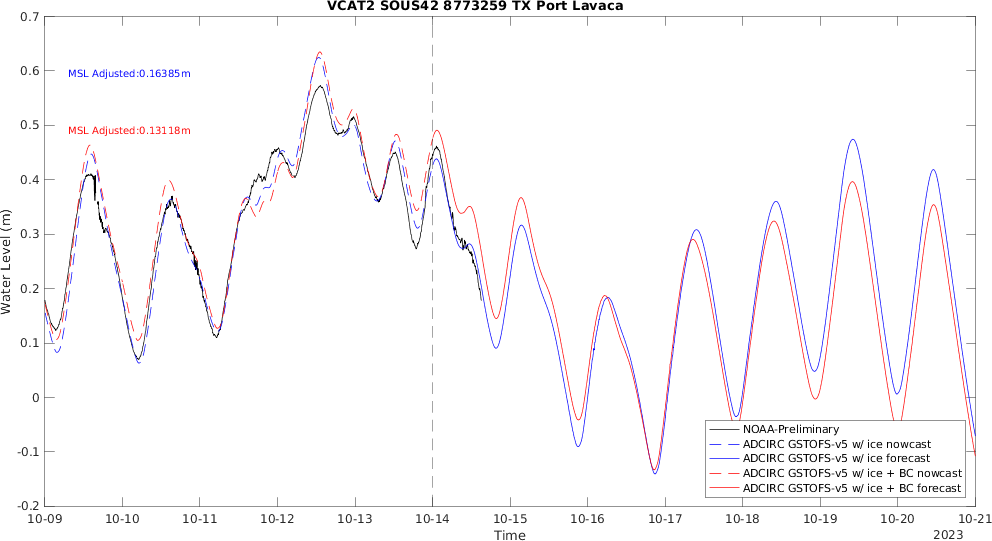 VCAT2 SOUS42 8773259 TX Port Lavaca
0.7
0.6
0.5
0.4
0.3
0.2
0.1
0
-0.1
-0.2
Water Level (m)
MSL Adjusted:0.16385m
MSL Adjusted:0.13118m
NOAA-Preliminary
ADCIRC GSTOFS-v5 w/ ice nowcast
ADCIRC GSTOFS-v5 w/ ice forecast
ADCIRC GSTOFS-v5 w/ ice + BC nowcast
ADCIRC GSTOFS-v5 w/ ice + BC forecast
10-09 10-10 10-11 10-12 10-13 10-14 10-15 10-16 10-17 10-18 10-19 10-20 10-21
Time
2023